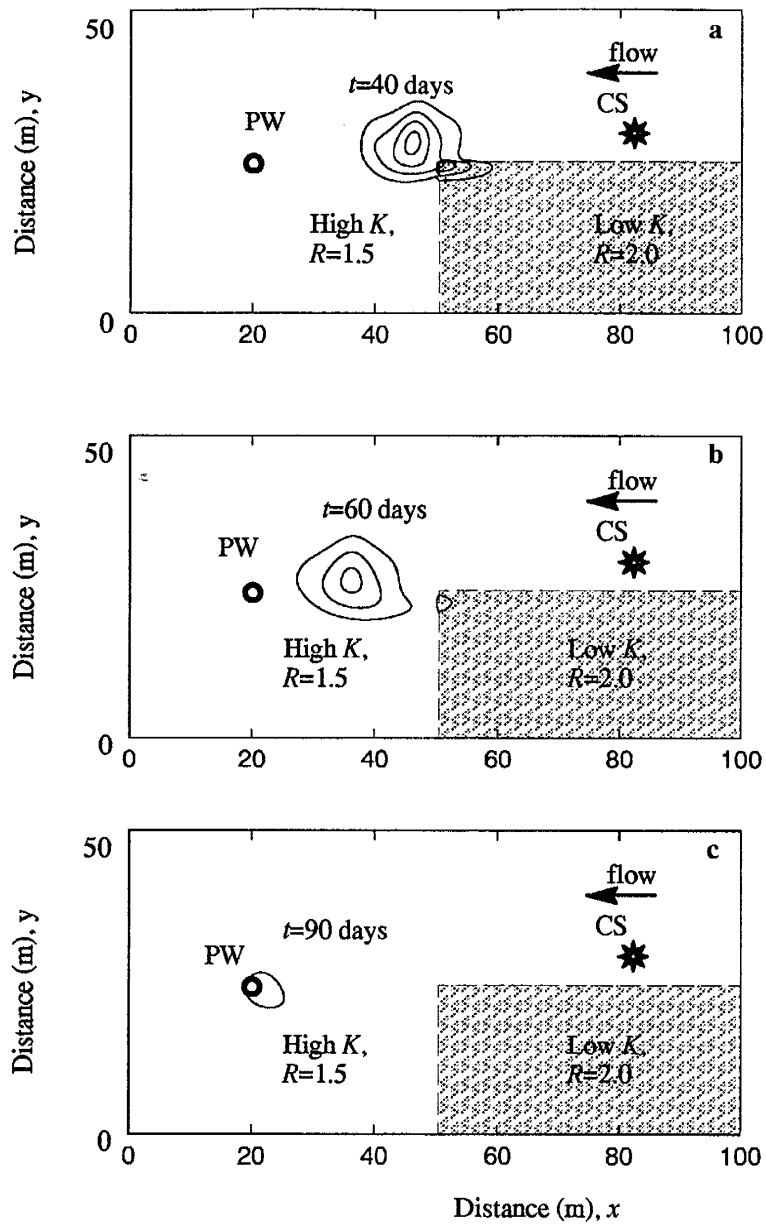 50
a
flow
t=40 days
CS
PW
Distance (m), y
High K,
R=1.5
Low K,
R=2.0
0
0 20 40 60 80 100
50
b
flow
t=60 days
CS
PW
Distance (m), y
High K,
R=1.5
Low K,
R=2.0
0
0 20 40 60 80 100
50
c
flow
t=90 days
CS
PW
Distance (m), y
High K,
R=1.5
Low K,
R=2.0
0
0 20 40 60 80 100
Distance (m), x